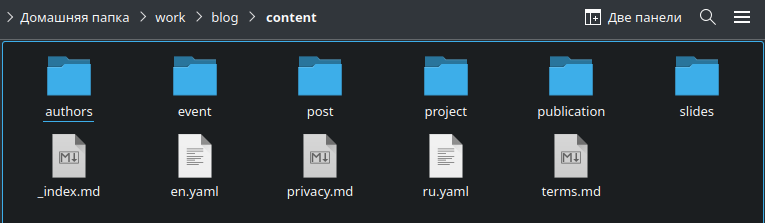 Домашняя папка work blog content Две панели
authors event post project publication slides
M↓ M↓ M↓
_index.md en.yaml privacy.md ru.yaml terms.md